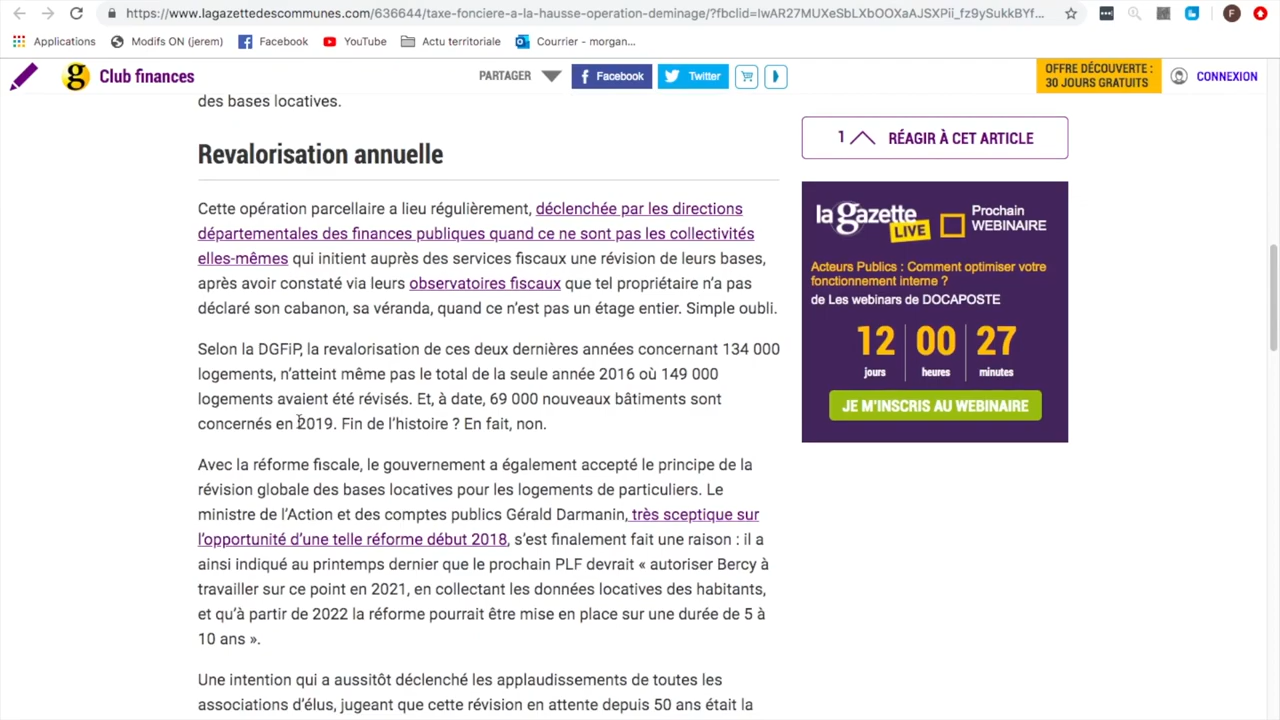 https://www.lagazettedescommunes.com/636644/taxe-fonciere-a-la-hausse-operation-deminage/?fbclid=IwAR27MUXeSbLXbOOXaAJSXPii_fz9ySukkBYf...
F
Applications
Modifs ON (jerem)
Facebook
YouTube
Actu territoriale
Courrier - morgan...
g Club finances
PARTAGER
Facebook
Twitter
OFFRE DÉCOUVERTE :
30 JOURS GRATUITS
CONNEXION
des bases locatives.
Revalorisation annuelle
Cette opération parcellaire a lieu régulièrement, déclenchée par les directions
départementales des finances publiques quand ce ne sont pas les collectivités
elles-mêmes qui initient auprès des services fiscaux une révision de leurs bases,
après avoir constaté via leurs observatoires fiscaux que tel propriétaire n’a pas
déclaré son cabanon, sa véranda, quand ce n’est pas un étage entier. Simple oubli.
Selon la DGFiP, la revalorisation de ces deux dernières années concernant 134 000
logements, n’atteint même pas le total de la seule année 2016 où 149 000
logements avaient été révisés. Et, à date, 69 000 nouveaux bâtiments sont
concernés en 2019. Fin de l’histoire ? En fait, non.
Avec la réforme fiscale, le gouvernement a également accepté le principe de la
révision globale des bases locatives pour les logements de particuliers. Le
ministre de l’Action et des comptes publics Gérald Darmanin, très sceptique sur
l’opportunité d’une telle réforme début 2018, s’est finalement fait une raison : il a
ainsi indiqué au printemps dernier que le prochain PLF devrait « autoriser Bercy à
travailler sur ce point en 2021, en collectant les données locatives des habitants,
et qu’à partir de 2022 la réforme pourrait être mise en place sur une durée de 5 à
10 ans ».
Une intention qui a aussitôt déclenché les applaudissements de toutes les
associations d’élus, jugeant que cette révision en attente depuis 50 ans était la
1 RÉAGIR À CET ARTICLE
la gazette
LIVE
Prochain
WEBINAIRE
Acteurs Publics : Comment optimiser votre
fonctionnement interne ?
de Les webinars de DOCAPOSTE
12 00 27
jours heures minutes
JE M'INSCRIS AU WEBINAIRE